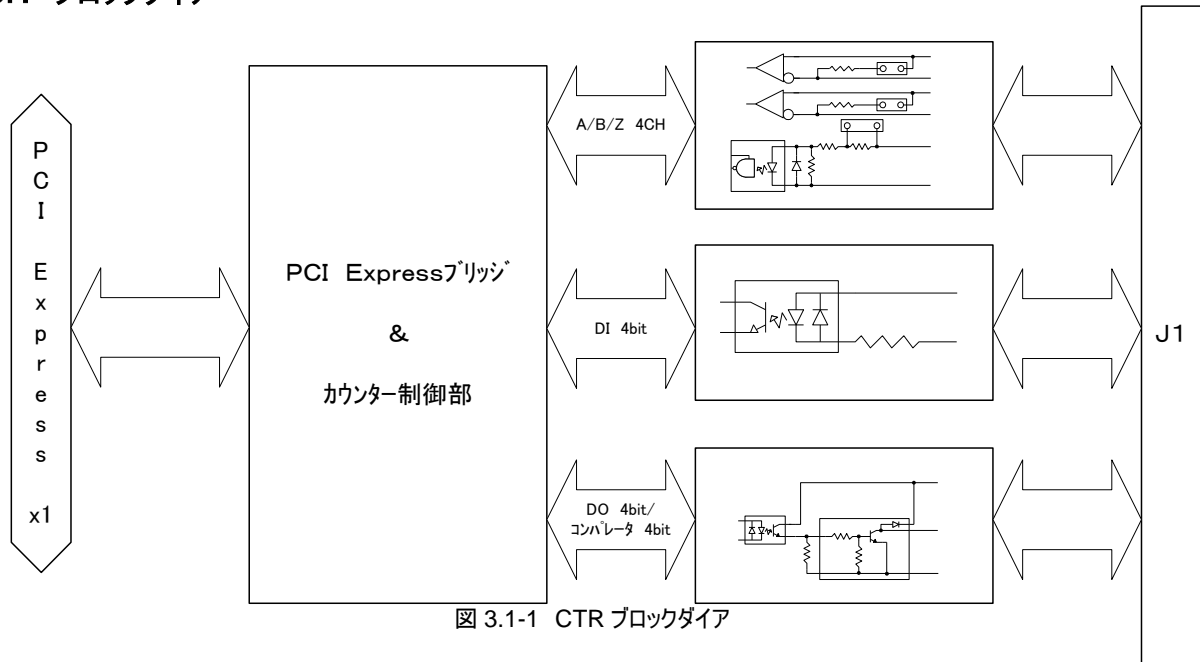 ブロックダイア
PCI Express x1
PCI Expressﾌﾞﾘｯｼﾞ
&
ｶｳﾝﾀｰ制御部
A/B/Z 4CH
DI 4bit
DO 4bit/
ｺﾝﾊﾟﾚｰﾀ 4bit
J1
図 3.1-1 CTR ブロックダイア